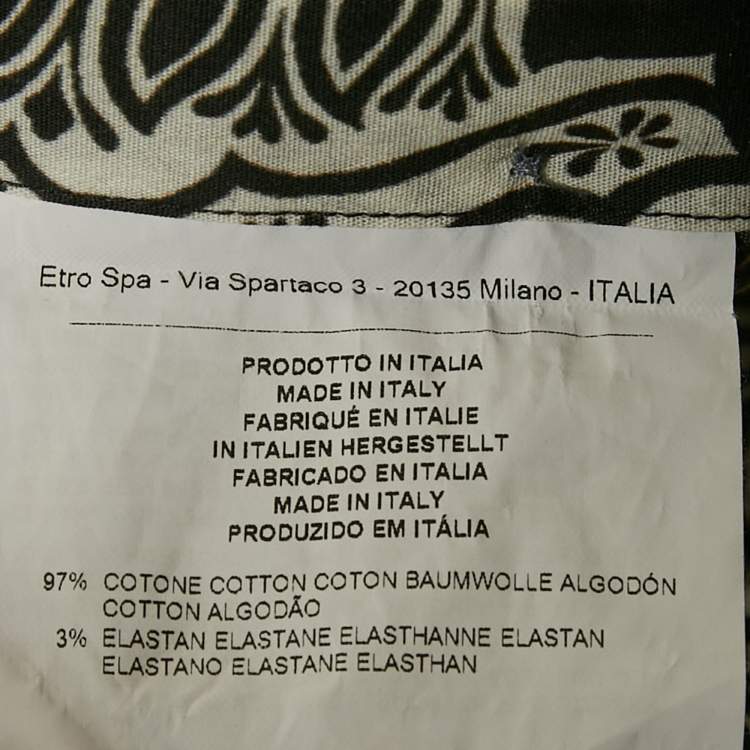 Etro Spa - Via Spartaco 3 - 20135 Milano - ITALIA
PRODOTTO IN ITALIA
MADE IN ITALY
FABRIQUÉ EN ITALIE
IN ITALIEN HERGESTELLT
FABRICADO EN ITALIA
MADE IN ITALY
PRODUZIDO EM ITÁLIA
97% COTONE COTTON COTON BAUMWOLLE ALGODÓN
COTTON ALGODÃO
3% ELASTAN ELASTANE ELASTHANNE ELASTAN
ELASTANO ELASTANE ELASTHAN